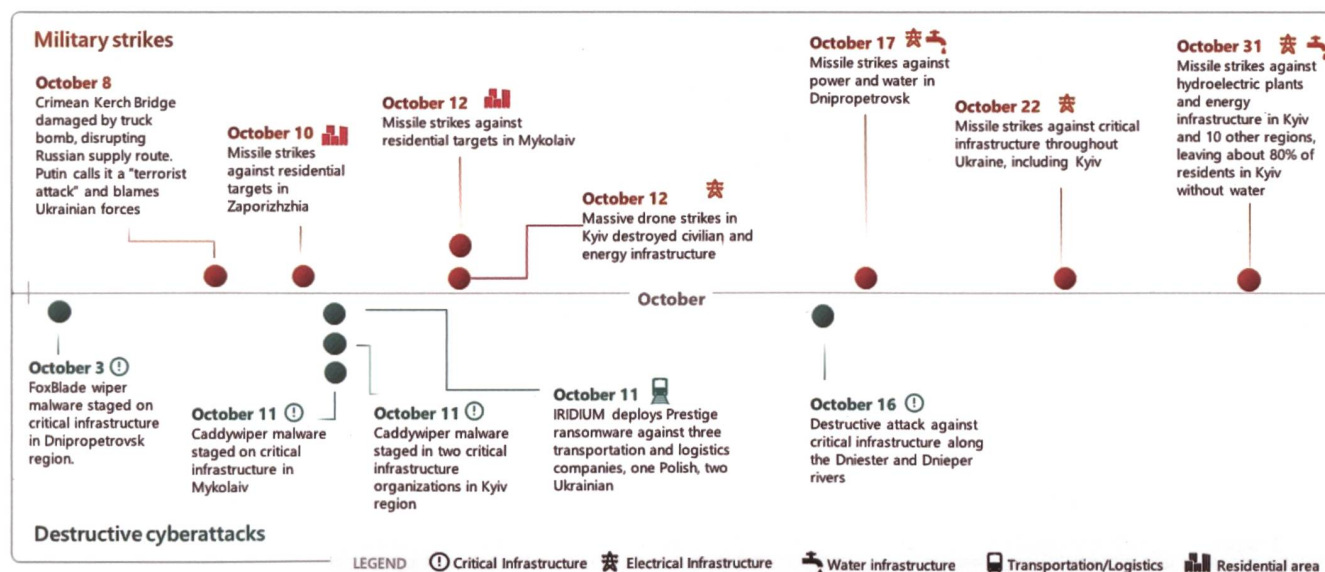 Military strikes
October 8
Crimean Kerch Bridge
damaged by truck
bomb, disrupting
Russian supply route.
Putin calls it a "terrorist
attack" and blames
Ukrainian forces
October 10
Missile strikes
against residential
targets in
Zaporizhzhia
October 12
Missile strikes against
residential targets in Mykolaiv
October 12
Massive drone strikes in
Kyiv destroyed civilian and
energy infrastructure
October 17
Missile strikes against
power and water in
Dnipropetrovsk
October 22
Missile strikes against critical
infrastructure throughout
Ukraine, including Kyiv
October 31
Missile strikes against
hydroelectric plants
and energy
infrastructure in Kyiv
and 10 other regions,
leaving about 80% of
residents in Kyiv
without water
October
October 3
FoxBlade wiper
malware staged on
critical infrastructure
in Dnipropetrovsk
region.
October 11
Caddywiper malware
staged on critical
infrastructure in
Mykolaiv
October 11
Caddywiper malware
staged in two critical
infrastructure
organizations in Kyiv
region
October 11
IRIDIUM deploys Prestige
ransomware against three
transportation and logistics
companies, one Polish, two
Ukrainian
October 16
Destructive attack against
critical infrastructure along
the Dniester and Dnieper
rivers
Destructive cyberattacks
LEGEND Critical Infrastructure Electrical Infrastructure Water infrastructure Transportation/Logistics Residential area